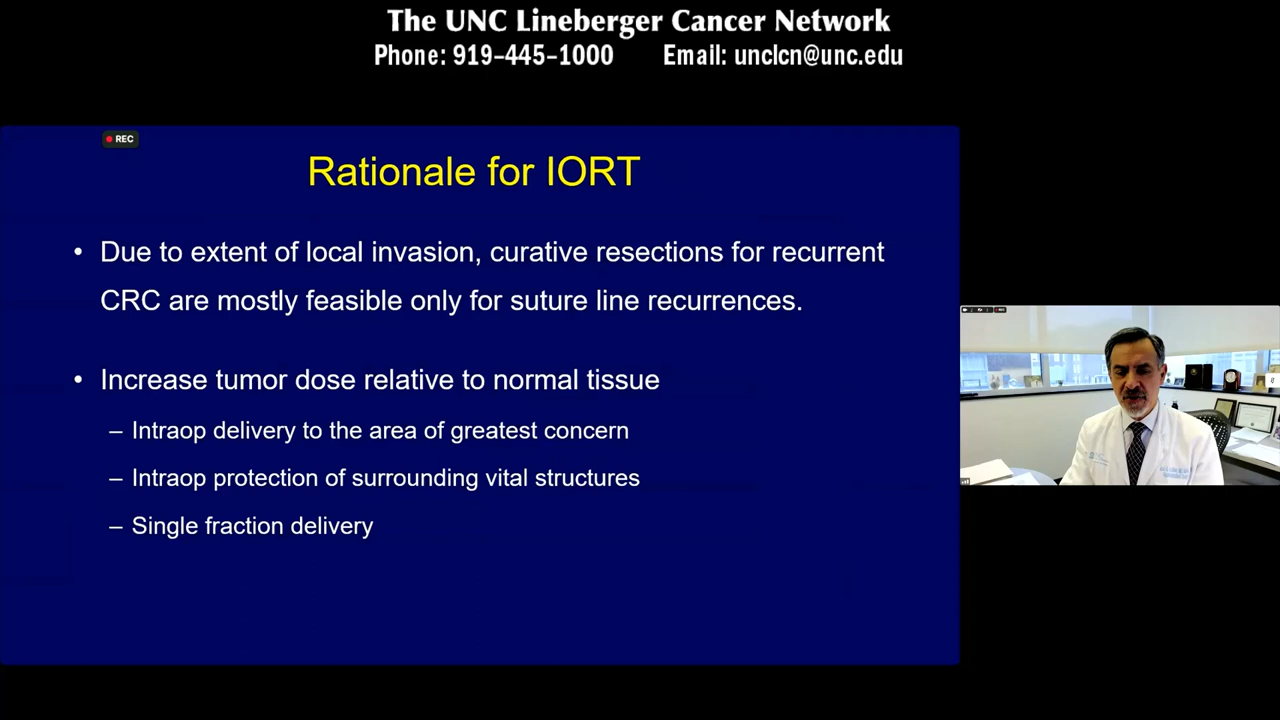 The UNC Lineberger Cancer Network
Phone: 919-445-1000 Email: unclcn@unc.edu
REC
Rationale for IORT
• Due to extent of local invasion, curative resections for recurrent
CRC are mostly feasible only for suture line recurrences.
• Increase tumor dose relative to normal tissue
– Intraop delivery to the area of greatest concern
– Intraop protection of surrounding vital structures
– Single fraction delivery